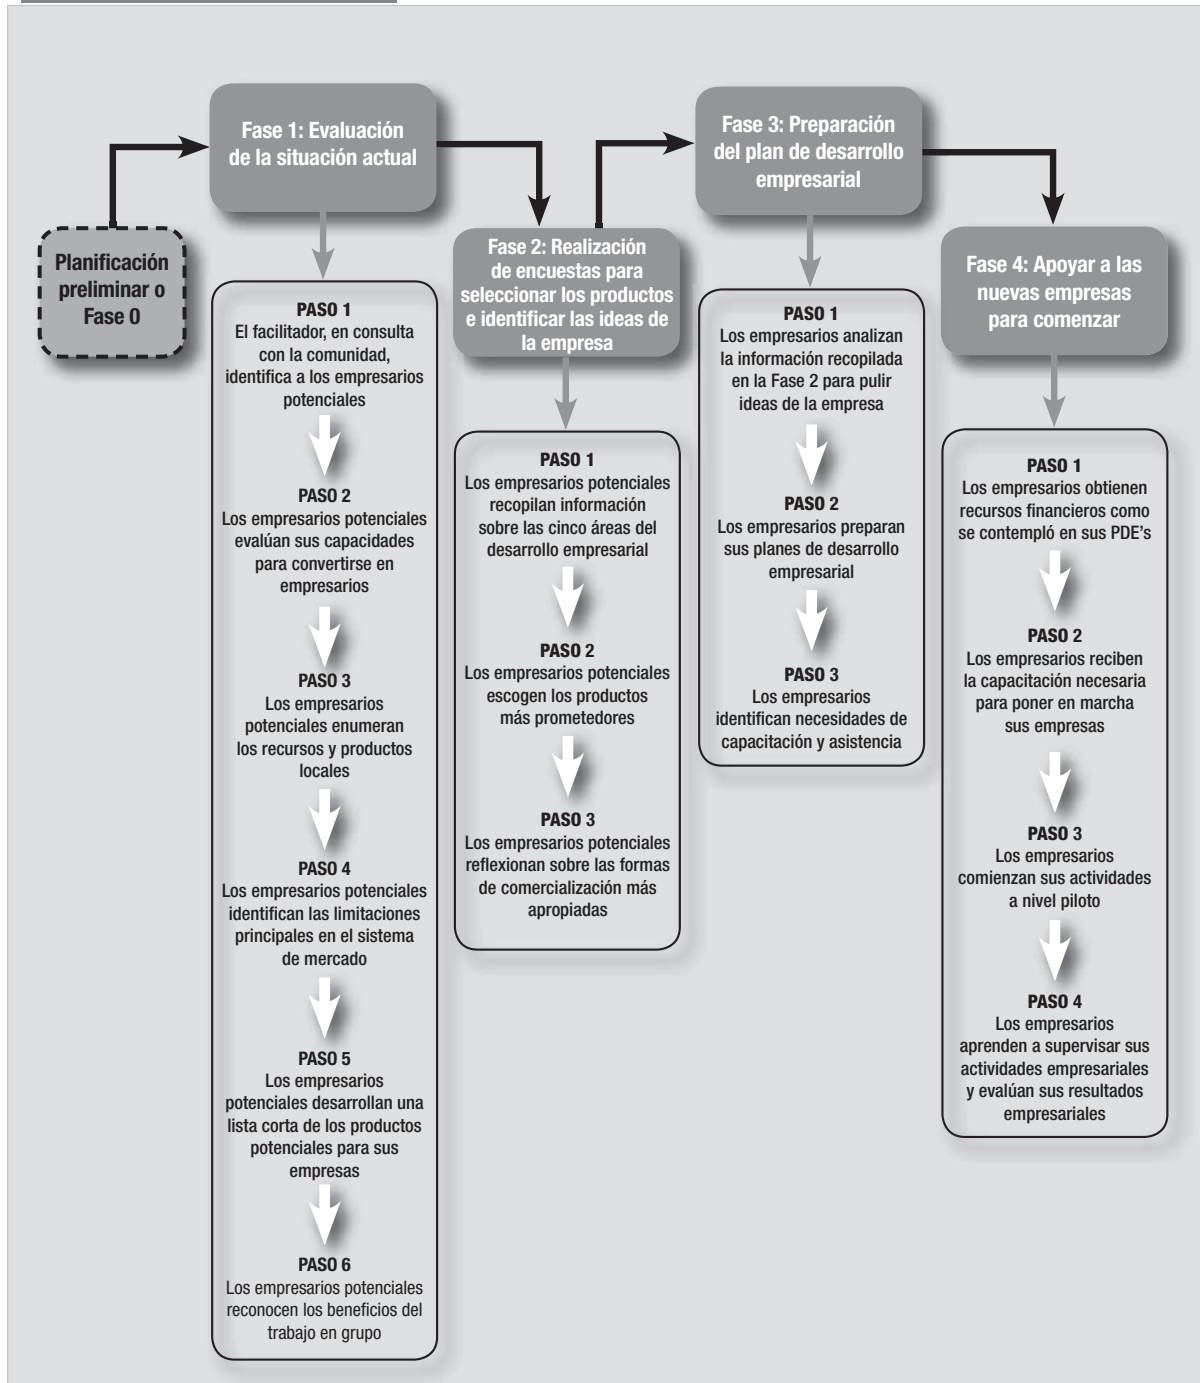 Planificación
preliminar o
Fase 0
Fase 1: Evaluación
de la situación actual
PASO 1
El facilitador, en consulta
con la comunidad,
identifica a los empresarios
potenciales
PASO 2
Los empresarios potenciales
evalúan sus capacidades
para convertirse en
empresarios
PASO 3
Los empresarios
potenciales enumeran
los recursos y productos
locales
PASO 4
Los empresarios potenciales
identifican las limitaciones
principales en el sistema
de mercado
PASO 5
Los empresarios
potenciales desarrollan una
lista corta de los productos
potenciales para sus
empresas
PASO 6
Los empresarios potenciales
reconocen los beneficios del
trabajo en grupo
Fase 2: Realización
de encuestas para
seleccionar los productos
e identificar las ideas de
la empresa
PASO 1
Los empresarios potenciales
recopilan información
sobre las cinco áreas del
desarrollo empresarial
PASO 2
Los empresarios potenciales
escogen los productos
más prometedores
PASO 3
Los empresarios potenciales
reflexionan sobre las formas
de comercialización más
apropiadas
Fase 3: Preparación
del plan de desarrollo
empresarial
PASO 1
Los empresarios analizan
la información recopilada
en la Fase 2 para pulir
ideas de la empresa
PASO 2
Los empresarios preparan
sus planes de desarrollo
empresarial
PASO 3
Los empresarios
identifican necesidades de
capacitación y asistencia
Fase 4: Apoyar a las
nuevas empresas
para comenzar
PASO 1
Los empresarios obtienen
recursos financieros como
se contempló en sus PDE's
PASO 2
Los empresarios reciben
la capacitación necesaria
para poner en marcha
sus empresas
PASO 3
Los empresarios
comienzan sus actividades
a nivel piloto
PASO 4
Los empresarios
aprenden a supervisar sus
actividades empresariales
y evalúan sus resultados
empresariales